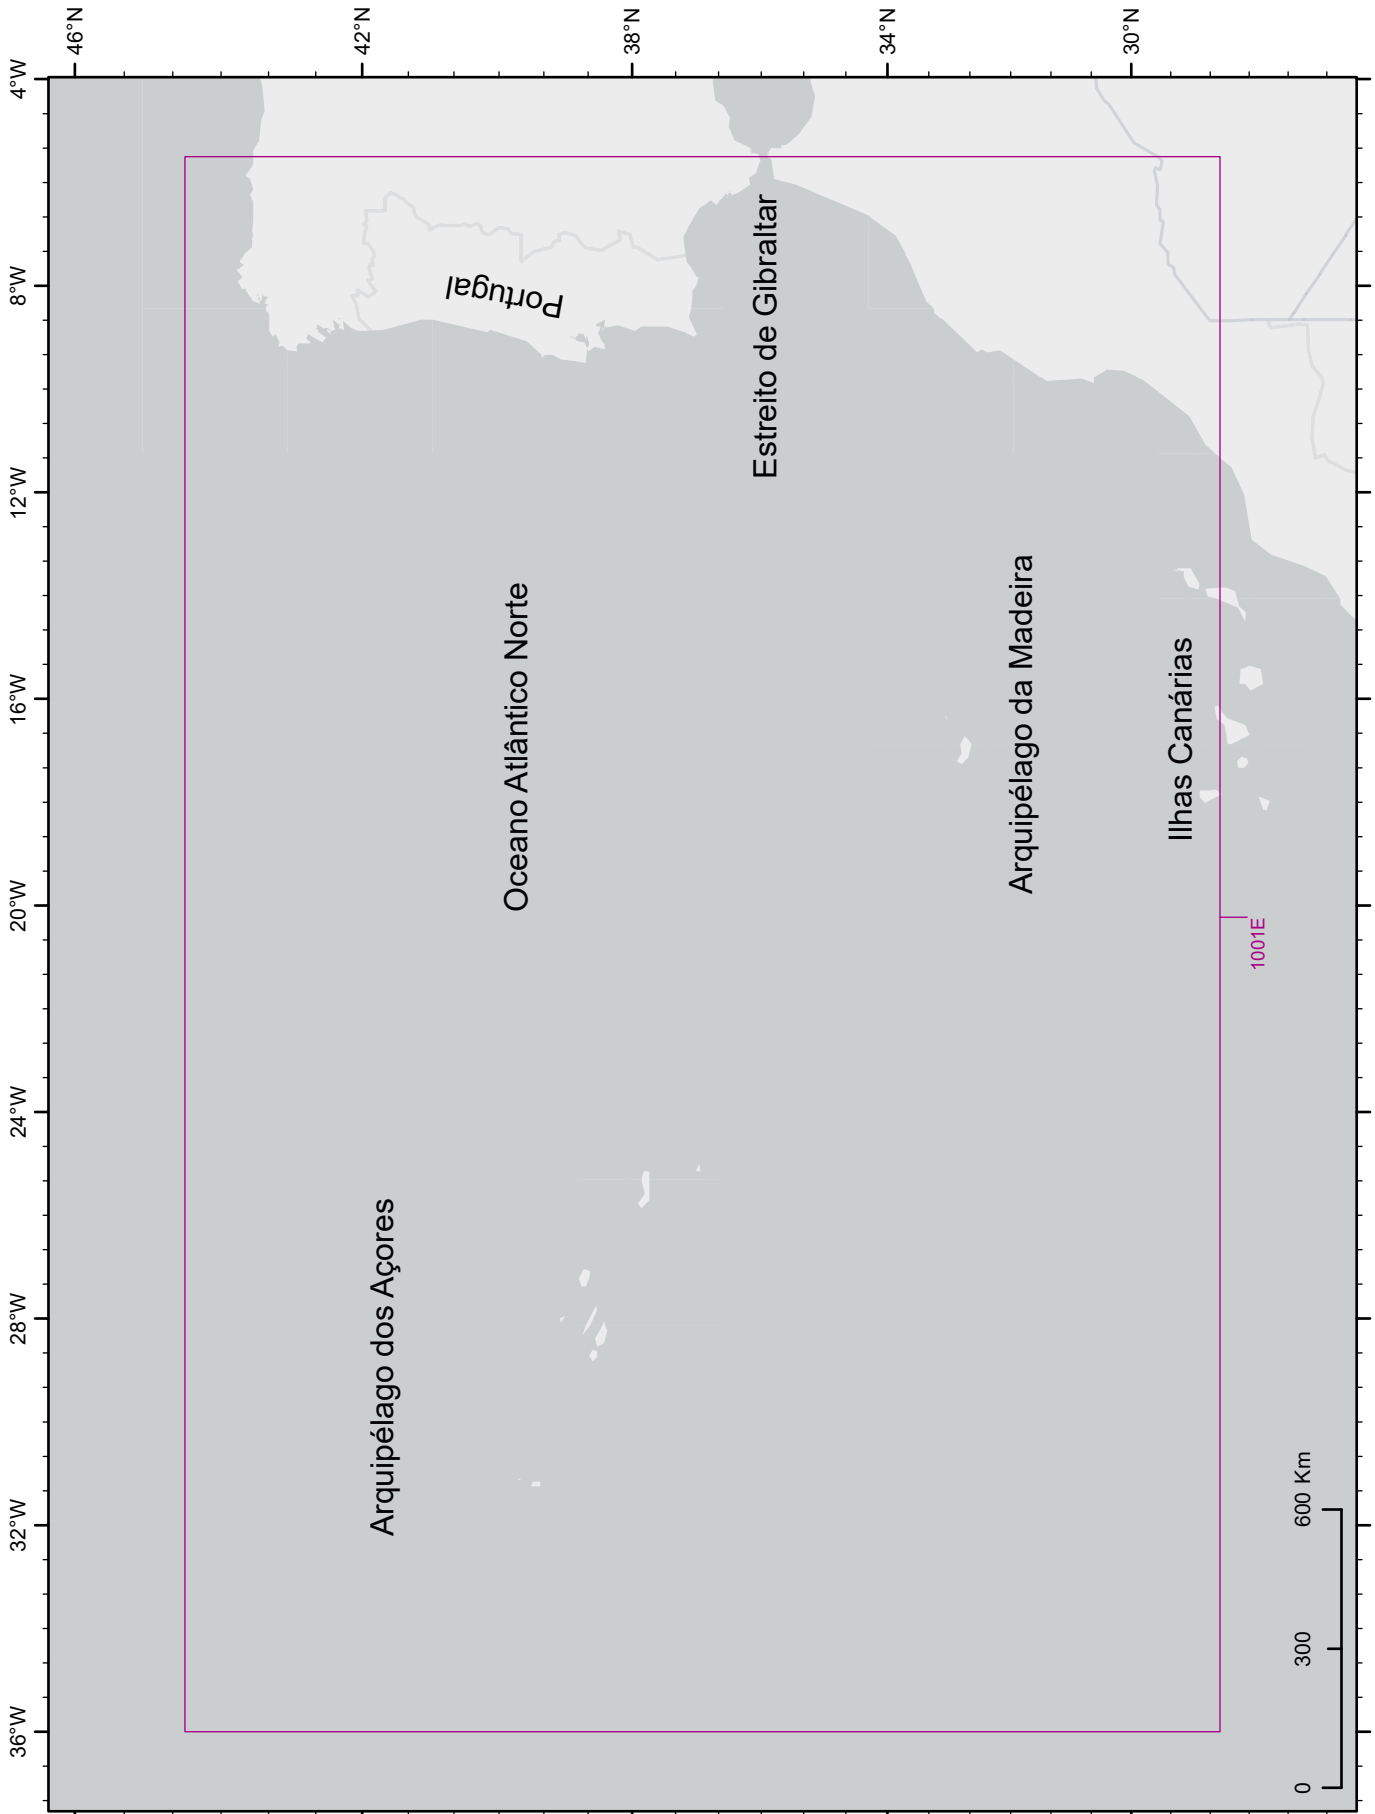 36°W
32°W
28°W
24°W
20°W
16°W
12°W
8°W
4°W
46°N
42°N
38°N
34°N
30°N
Portugal
Arquipélago dos Açores
Oceano Atlântico Norte
Estreito de Gibraltar
Arquipélago da Madeira
Ilhas Canárias
1001E
0 300 600 Km